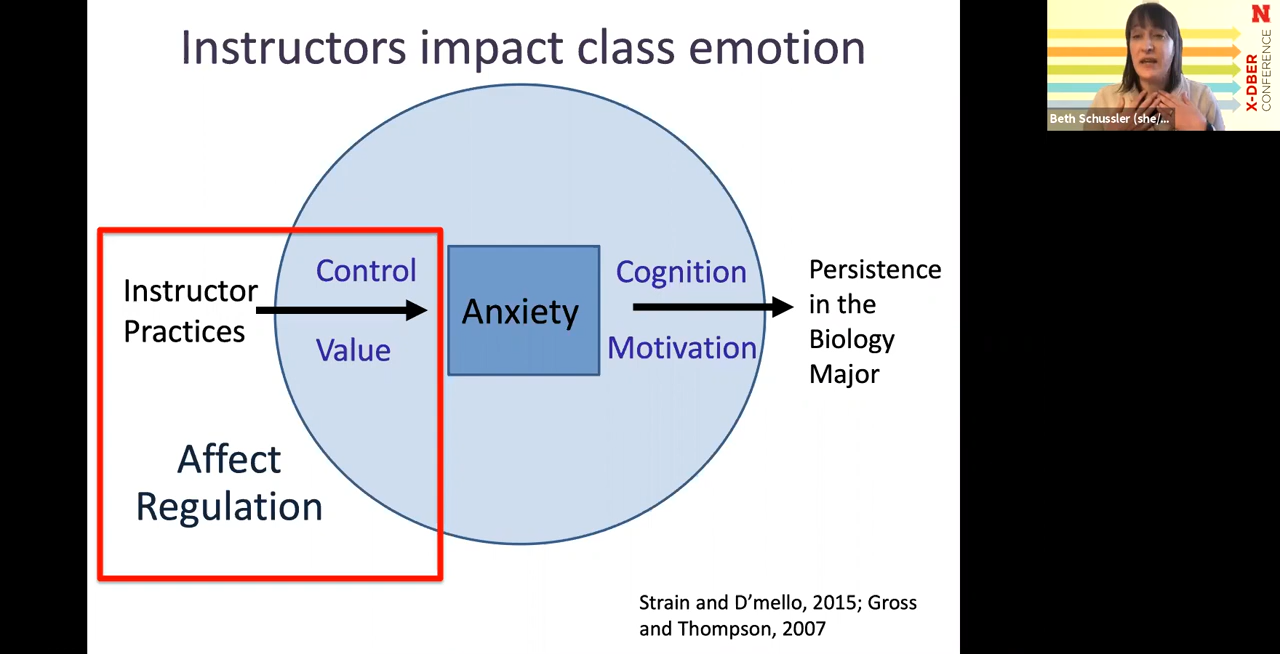 Instructors impact class emotion
Instructor
Practices
Control
Value
Anxiety
Cognition
Motivation
Persistence
in the
Biology
Major
Affect
Regulation
Strain and D’mello, 2015; Gross
and Thompson, 2007
N
X-DBER
CONFERENCE
Beth Schussler (she/...